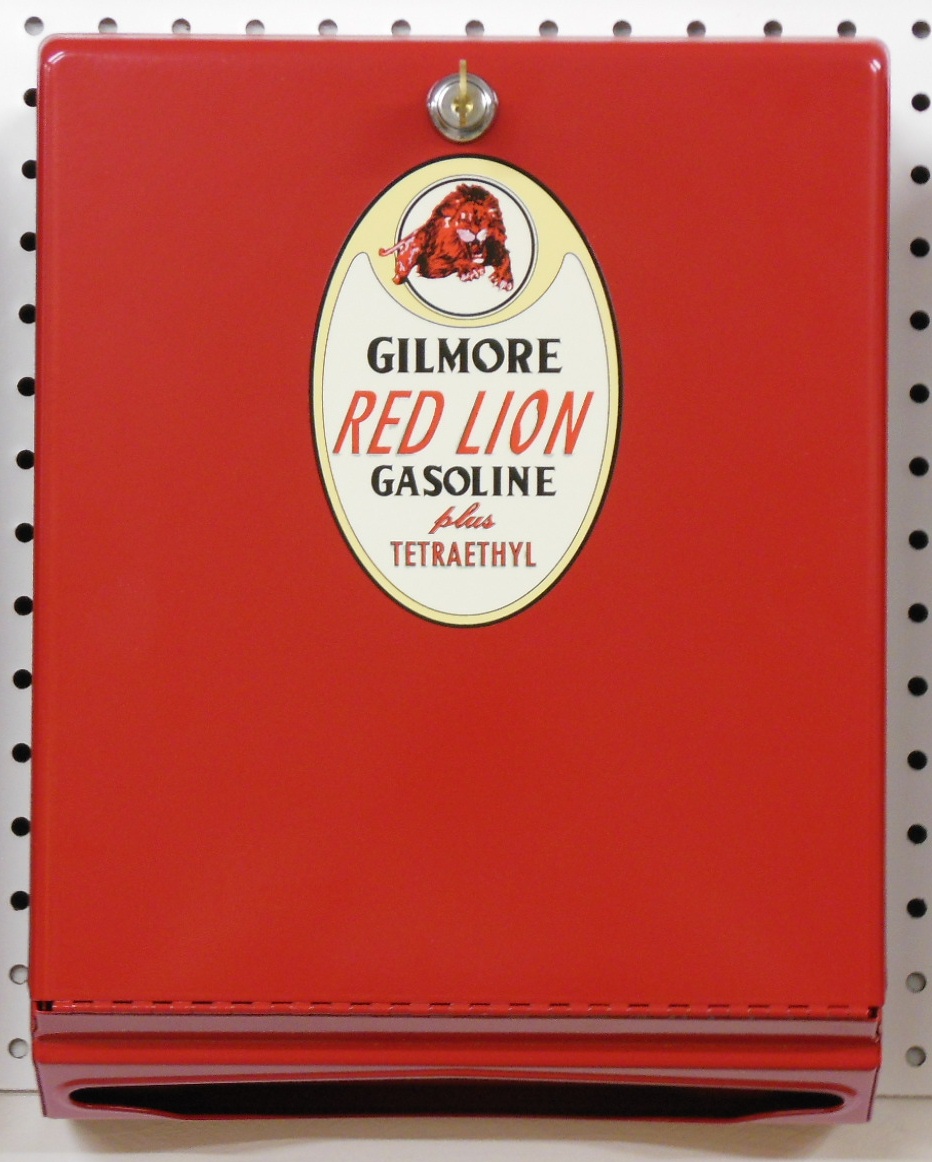 GILMORE
RED LION
GASOLINE
plus
TETRAETHYL